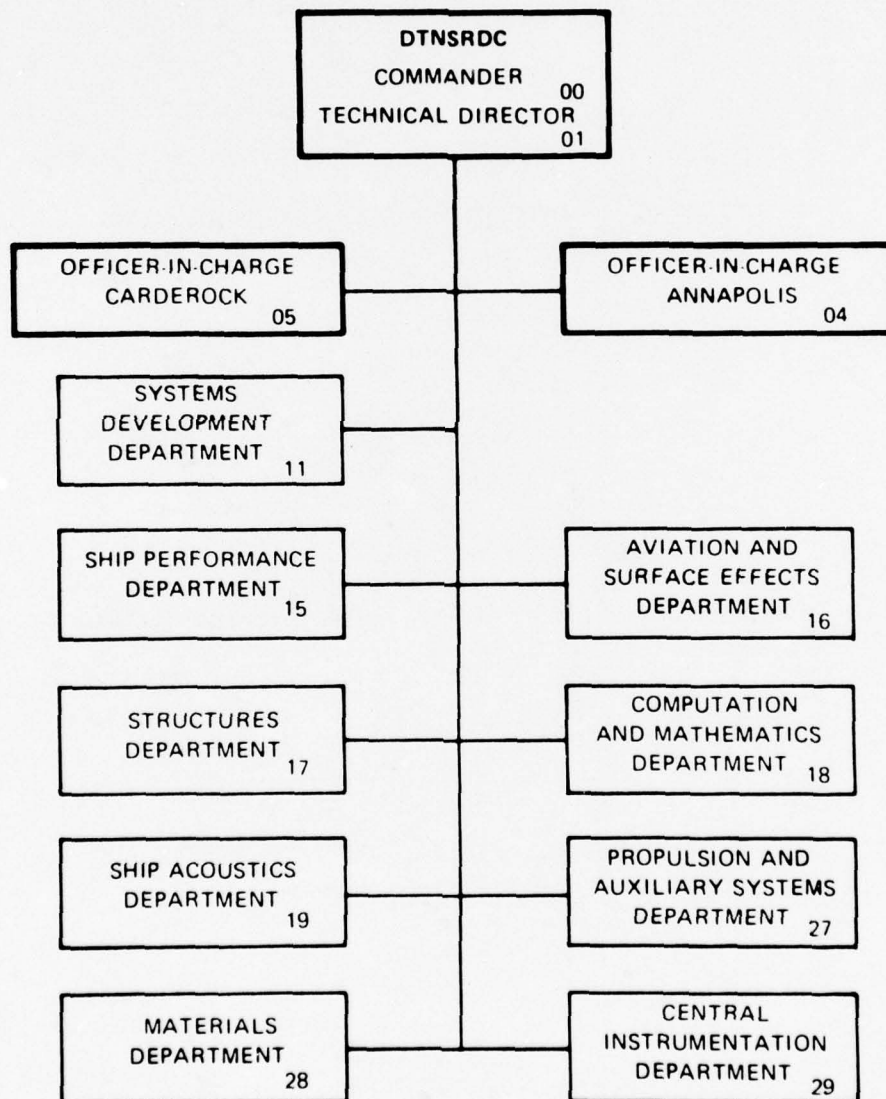 DTNSRDC
COMMANDER
00
TECHNICAL DIRECTOR
01
OFFICER-IN-CHARGE
CARDEROCK
05
OFFICER-IN-CHARGE
ANNAPOLIS
04
SYSTEMS
DEVELOPMENT
DEPARTMENT
11
SHIP PERFORMANCE
DEPARTMENT
15
AVIATION AND
SURFACE EFFECTS
DEPARTMENT
16
STRUCTURES
DEPARTMENT
17
COMPUTATION
AND MATHEMATICS
DEPARTMENT
18
SHIP ACOUSTICS
DEPARTMENT
19
PROPULSION AND
AUXILIARY SYSTEMS
DEPARTMENT
27
MATERIALS
DEPARTMENT
28
CENTRAL
INSTRUMENTATION
DEPARTMENT
29